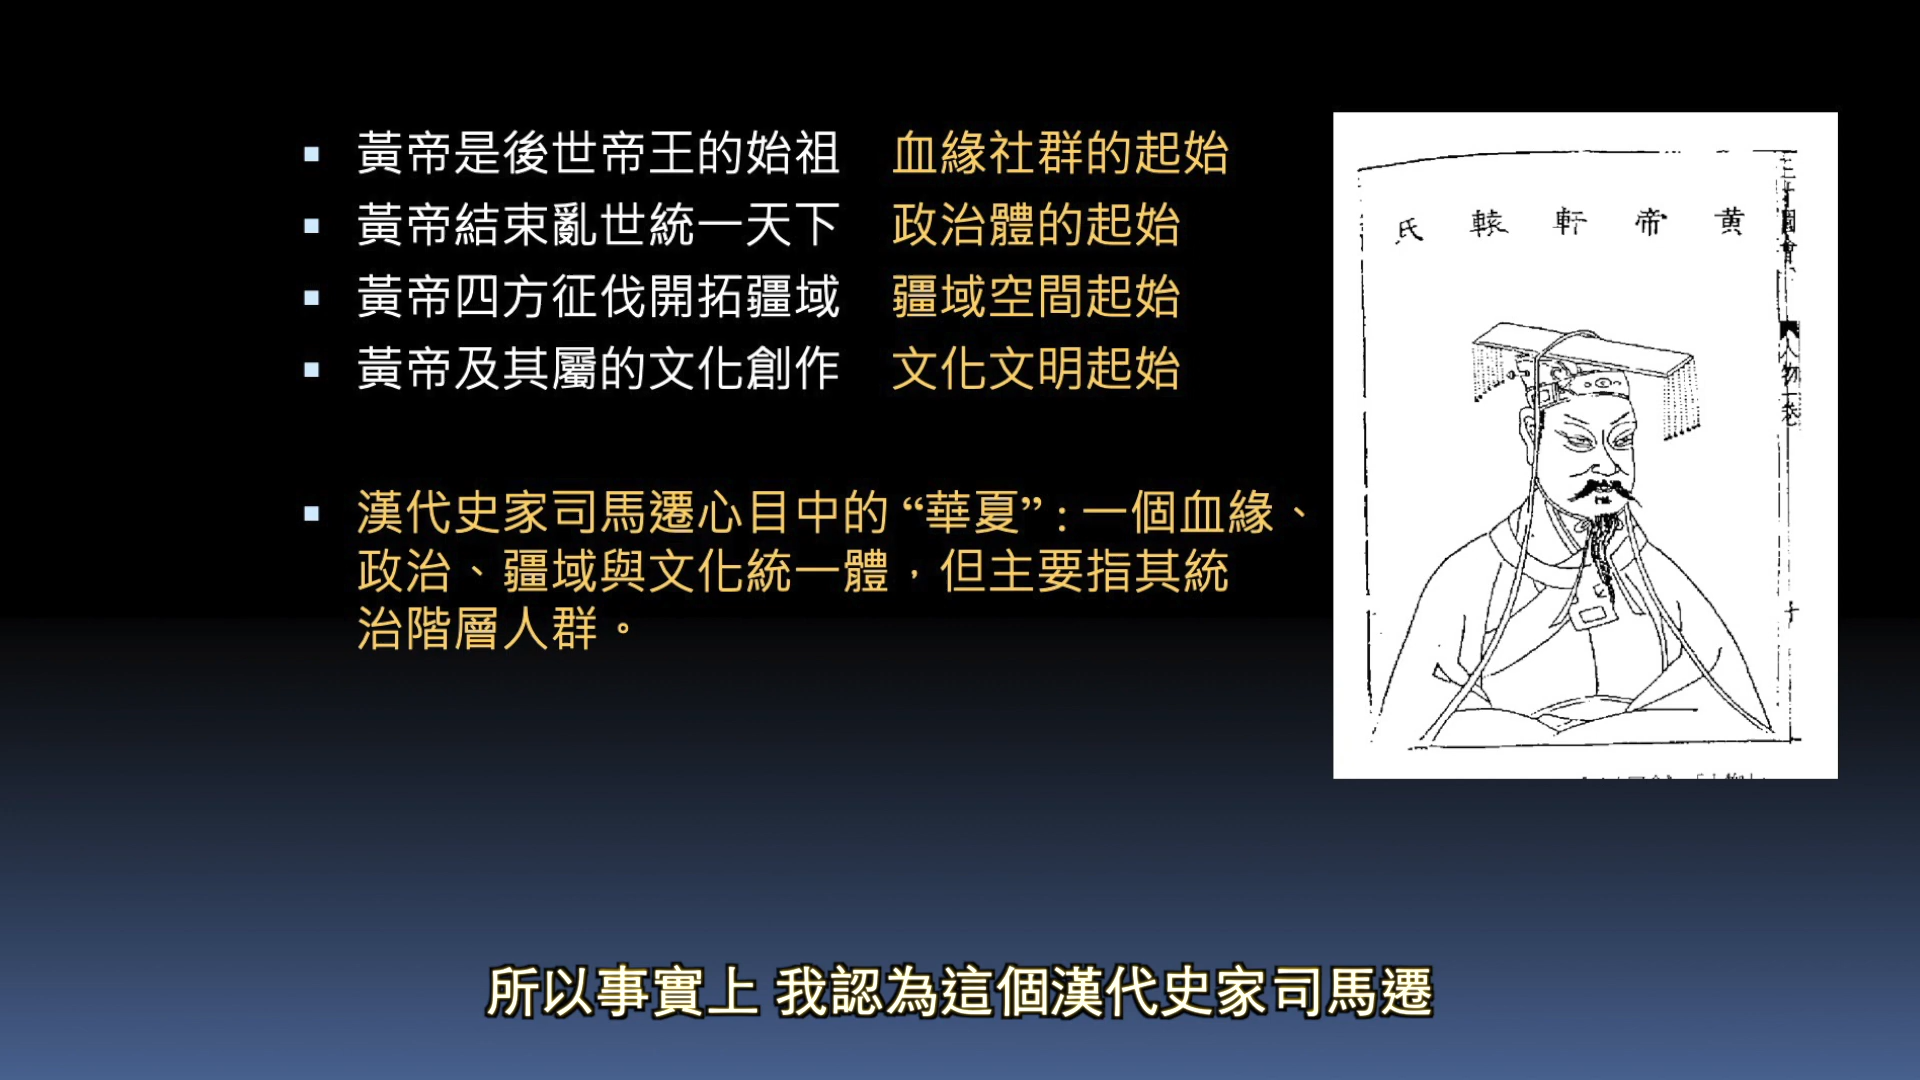 黃帝是後世帝王的始祖 血緣社群的起始
黃帝結束亂世統一天下 政治體的起始
黃帝四方征伐開拓疆域 疆域空間起始
黃帝及其屬的文化創作 文化文明起始
漢代史家司馬遷心目中的 “華夏” : 一個血緣、
政治、疆域與文化統一體，但主要指其統
治階層人群。
氏轅軒帝黃
人物一卷
十
所以事實上 我認為這個漢代史家司馬遷